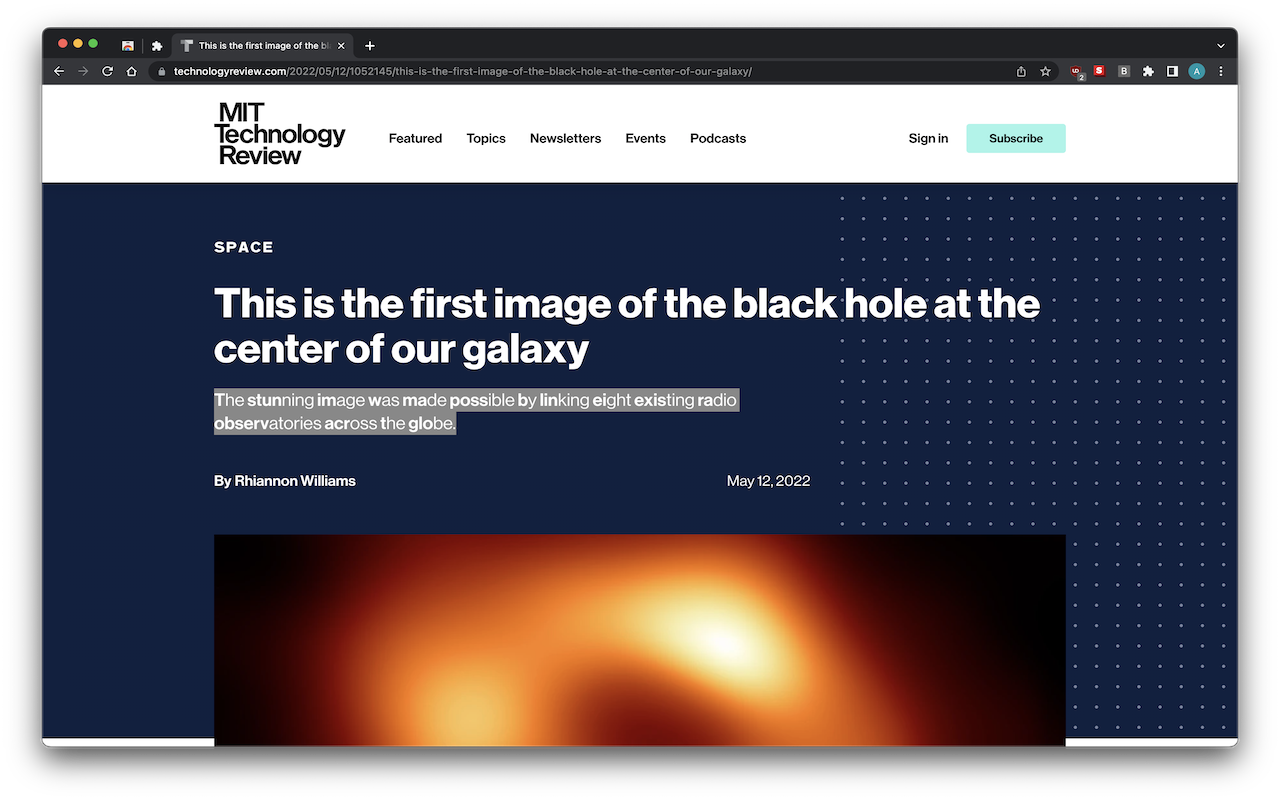 This is the first image of the bl
technologyreview.com/2022/05/12/1052145/this-is-the-first-image-of-the-black-hole-at-the-center-of-our-galaxy/
2
S
B
A
MIT
Technology
Review
Featured Topics Newsletters Events Podcasts
Sign in Subscribe
SPACE
This is the first image of the black hole at the
center of our galaxy
The stunning image was made possible by linking eight existing radio
observatories across the globe.
By Rhiannon Williams May 12, 2022